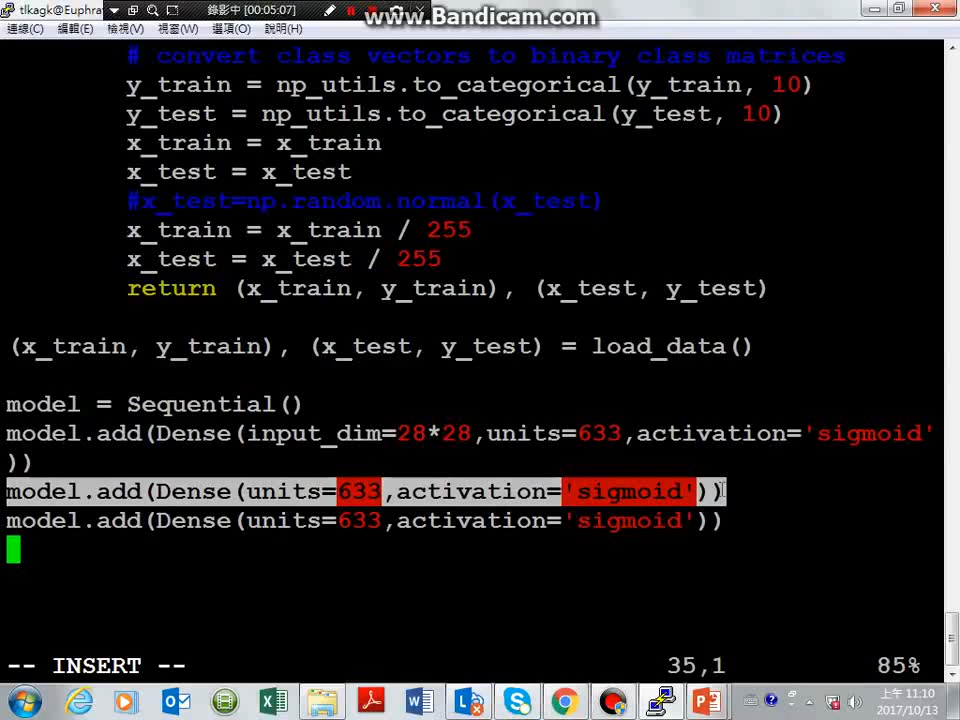 tlkagk@Euphra
錄影中 [00:05:07]
www.Bandicam.com
連線(C) 編輯(E) 檢視(V) 視窗(W) 選項(O) 說明(H)
# convert class vectors to binary class matrices
y_train = np_utils.to_categorical(y_train, 10)
y_test = np_utils.to_categorical(y_test, 10)
x_train = x_train
x_test = x_test
#x_test=np.random.normal(x_test)
x_train = x_train / 255
x_test = x_test / 255
return (x_train, y_train), (x_test, y_test)
(x_train, y_train), (x_test, y_test) = load_data()
model = Sequential()
model.add(Dense(input_dim=28*28,units=633,activation='sigmoid'
))
model.add(Dense(units=633,activation='sigmoid'))
model.add(Dense(units=633,activation='sigmoid'))
-- INSERT -- 35,1 85%
上午 11:10
2017/10/13